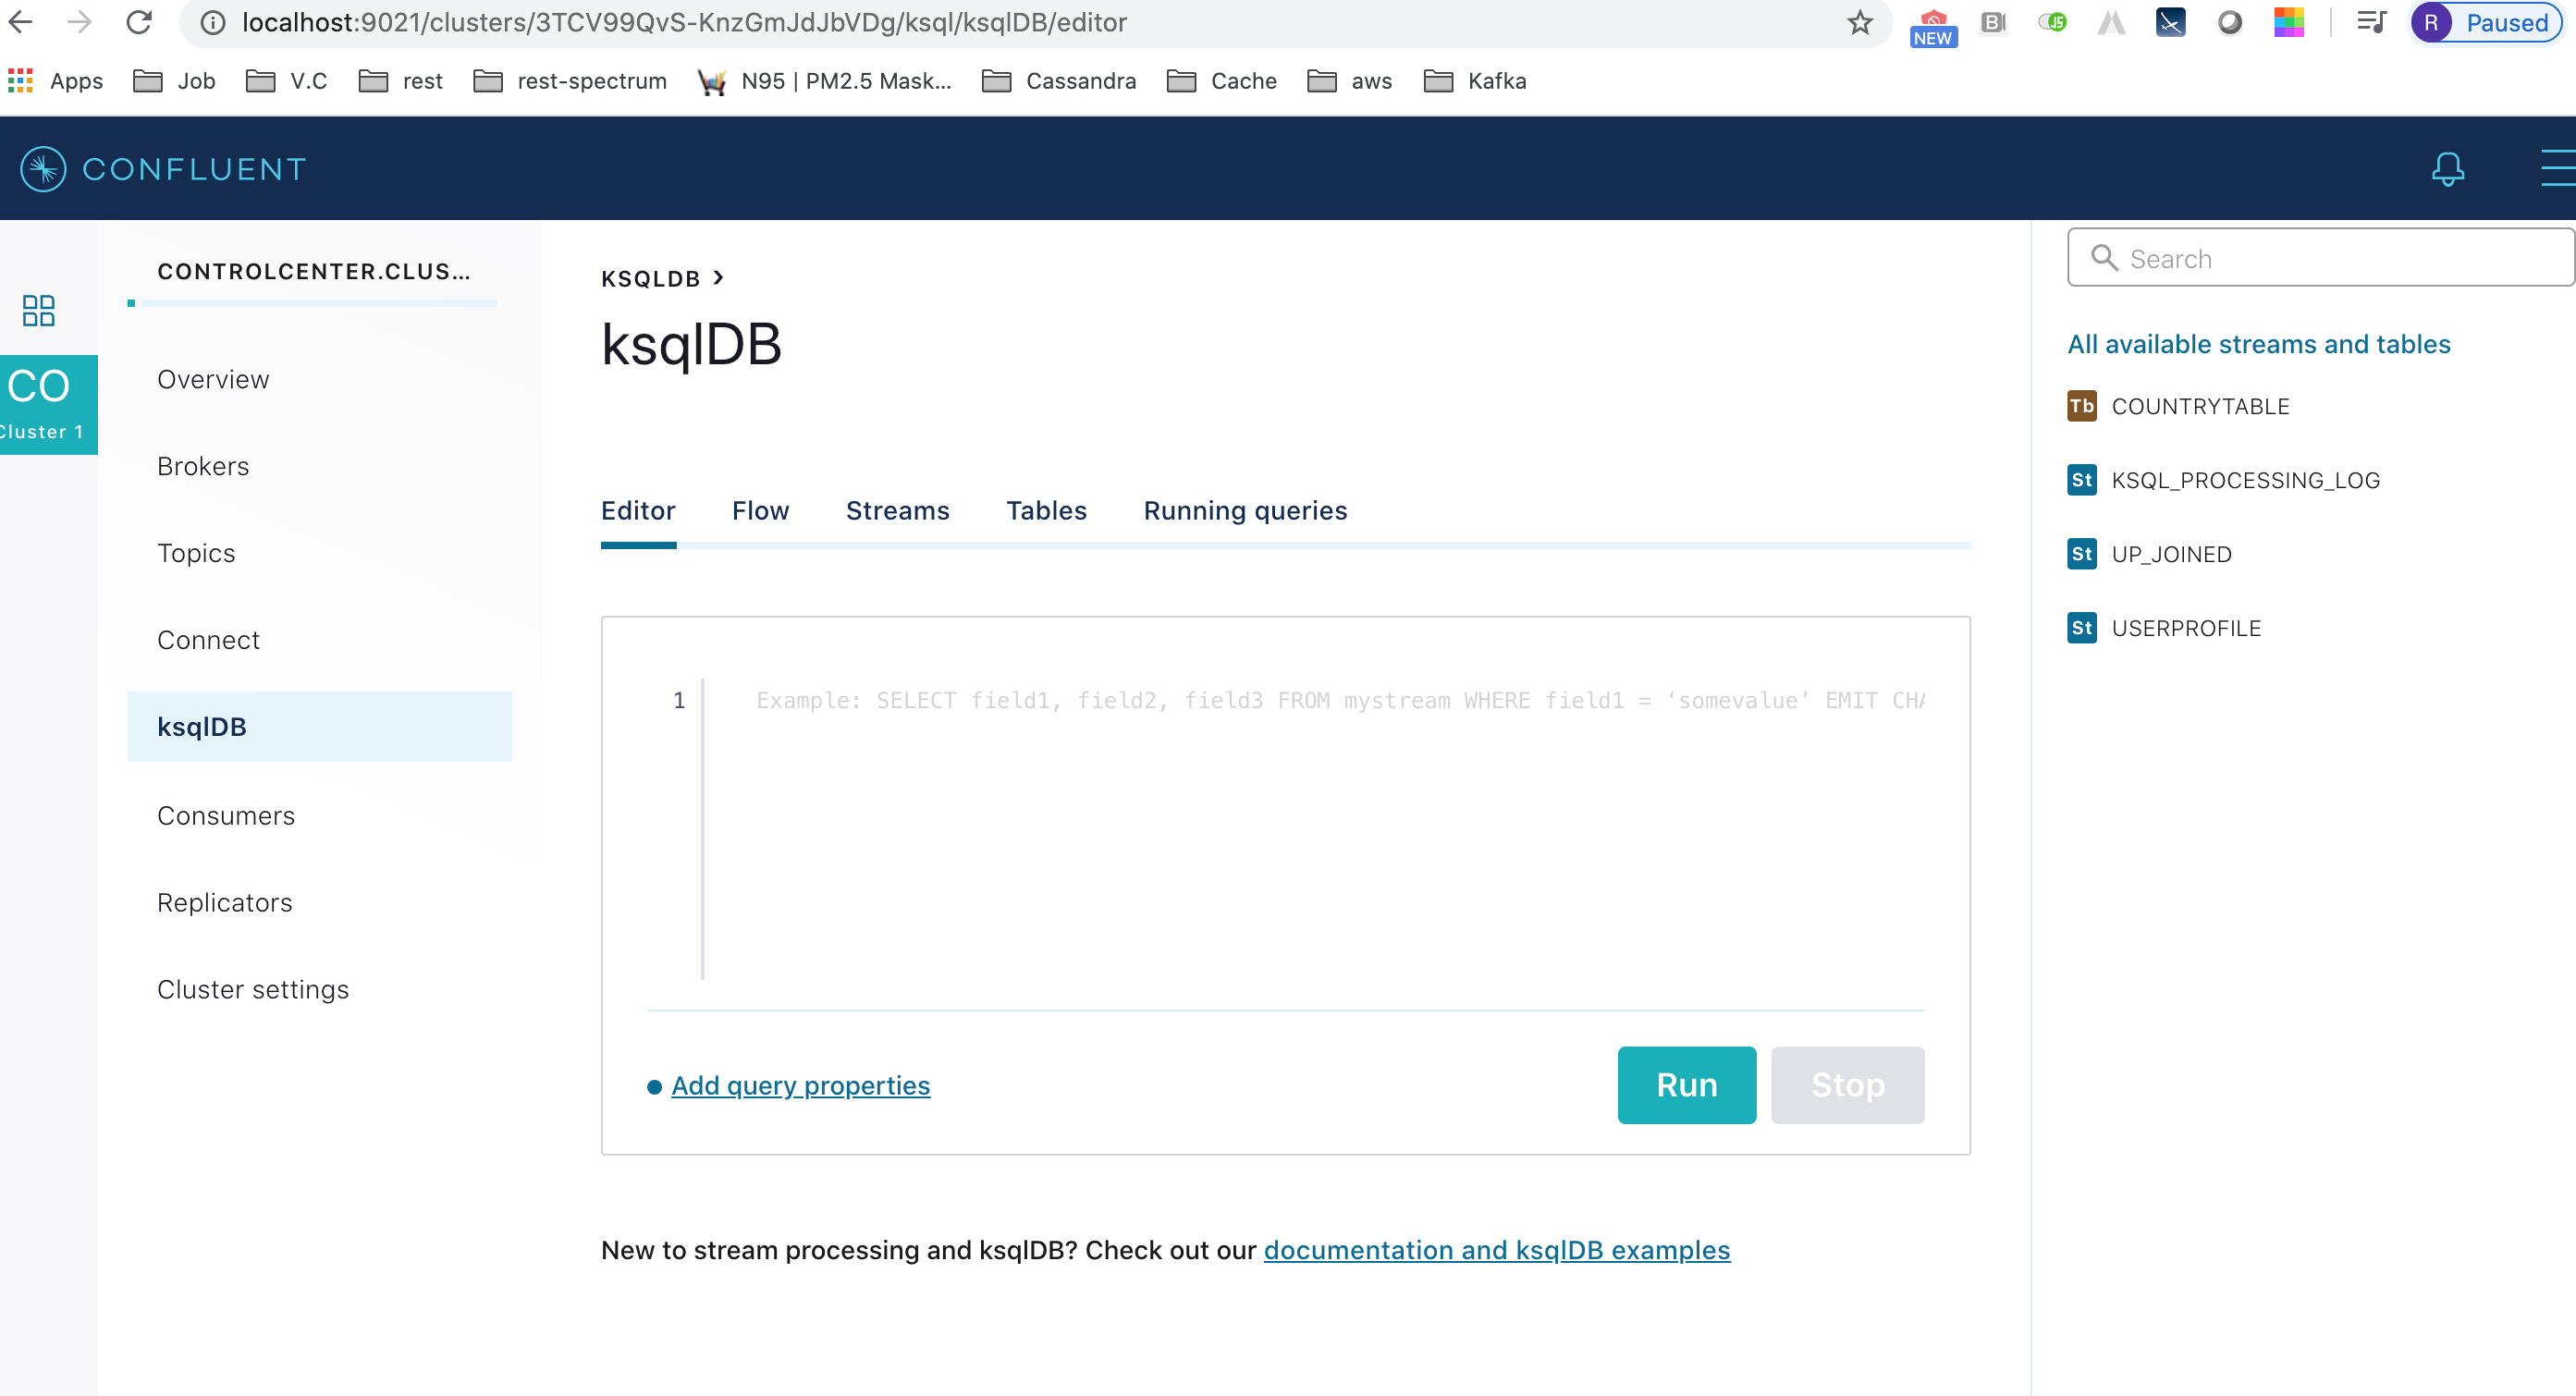 localhost:9021/clusters/3TCV99QvS-KnzGmJdJbVDg/ksql/ksqlDB/editor
NEW
B
JS
R
Paused
Apps
Job
V.C
rest
rest-spectrum
N95 | PM2.5 Mask...
Cassandra
Cache
aws
Kafka
CONFLUENT
CO
Cluster 1
CONTROLCENTER.CLUS...
Overview
Brokers
Topics
Connect
ksqlDB
Consumers
Replicators
Cluster settings
KSQLDB >
ksqlDB
Editor Flow Streams Tables Running queries
1 Example: SELECT field1, field2, field3 FROM mystream WHERE field1 = ‘somevalue’ EMIT CHA
Add query properties
Run
Stop
New to stream processing and ksqlDB? Check out our documentation and ksqlDB examples
Search
All available streams and tables
Tb COUNTRYTABLE
St KSQL_PROCESSING_LOG
St UP_JOINED
St USERPROFILE